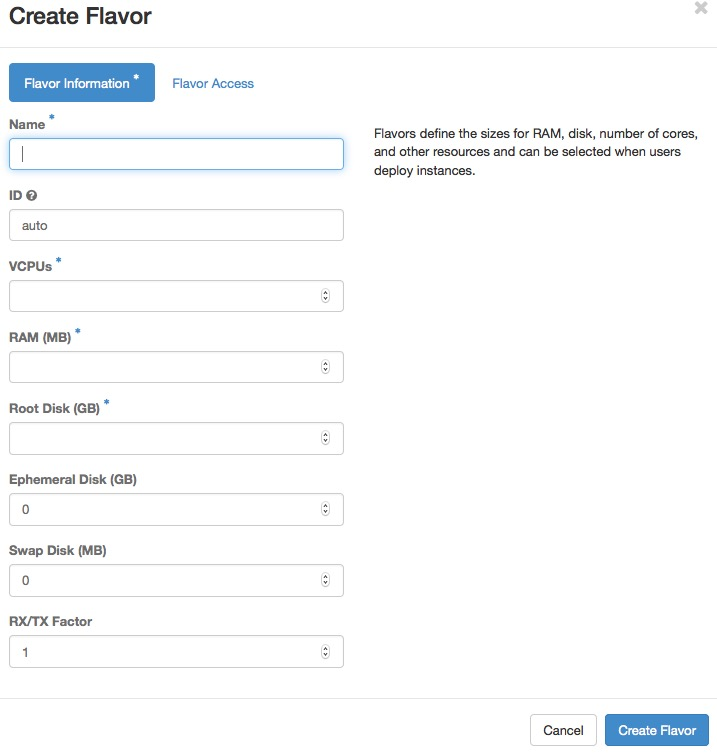 Create Flavor
Flavor Information *
Flavor Access
Name *
Flavors define the sizes for RAM, disk, number of cores,
and other resources and can be selected when users
deploy instances.
ID
auto
VCPUs *
RAM (MB) *
Root Disk (GB) *
Ephemeral Disk (GB)
0
Swap Disk (MB)
0
RX/TX Factor
1
Cancel
Create Flavor